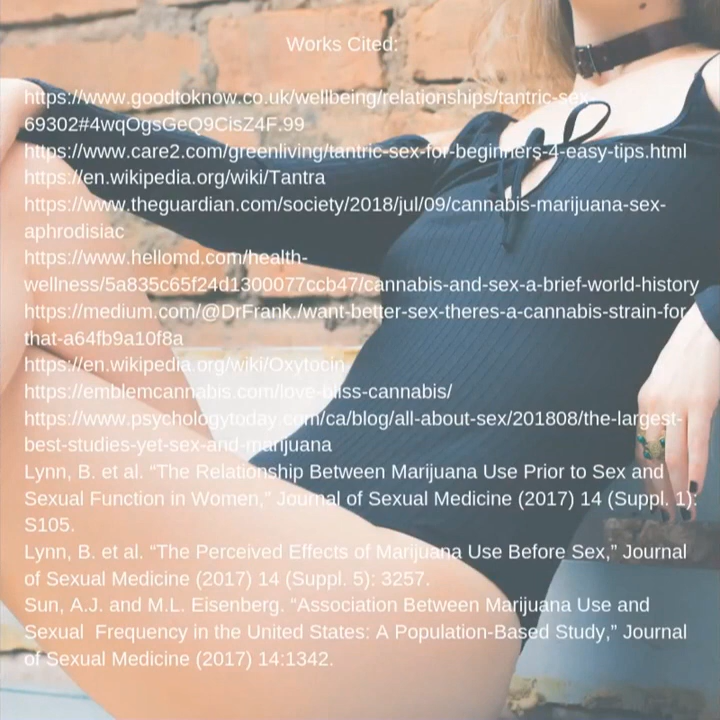 Works Cited:
https://www.goodtoknow.co.uk/wellbeing/relationships/tantric-sex-
69302#4wqOgsGeQ9CisZ4F.99
https://www.care2.com/greenliving/tantric-sex-for-beginners-4-easy-tips.html
https://en.wikipedia.org/wiki/Tantra
https://www.theguardian.com/society/2018/jul/09/cannabis-marijuana-sex-
aphrodisiac
https://www.hellomd.com/health-
wellness/5a835c65f24d1300077ccb47/cannabis-and-sex-a-brief-world-history
https://medium.com/@DrFrank./want-better-sex-theres-a-cannabis-strain-for-
that-a64fb9a10f8a
https://en.wikipedia.org/wiki/Oxytocin
https://emblemcannabis.com/love-bliss-cannabis/
https://www.psychologytoday.com/ca/blog/all-about-sex/201808/the-largest-
best-studies-yet-sex-and-marijuana
Lynn, B. et al. “The Relationship Between Marijuana Use Prior to Sex and
Sexual Function in Women,” Journal of Sexual Medicine (2017) 14 (Suppl. 1):
S105.
Lynn, B. et al. “The Perceived Effects of Marijuana Use Before Sex,” Journal
of Sexual Medicine (2017) 14 (Suppl. 5): 3257.
Sun, A.J. and M.L. Eisenberg. “Association Between Marijuana Use and
Sexual  Frequency in the United States: A Population-Based Study,” Journal
of Sexual Medicine (2017) 14:1342.